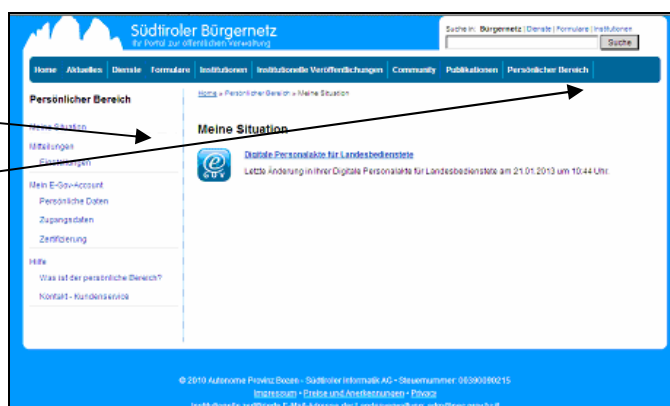 Südtiroler Bürgernetz
Ihr Portal zur öffentlichen Verwaltung
Suche in: Bürgernetz | Dienste | Formulare | Institutionen
Suche
Home Aktuelles Dienste Formulare Institutionen Institutionelle Veröffentlichungen Community Publikationen Persönlicher Bereich
Persönlicher Bereich
Home » Persönlicher Bereich » Meine Situation
Meine Situation
Mitteilungen
Einstellungen
Mein E-Gov-Account
Persönliche Daten
Zugangsdaten
Zertifizierung
Hilfe
Was ist der persönliche Bereich?
Kontakt - Kundenservice
Meine Situation
e
GOV
Digitale Personalakte für Landesbedienstete
Letzte Änderung in Ihrer Digitale Personalakte für Landesbedienstete am 21.01.2013 um 10:44 Uhr.
© 2010 Autonome Provinz Bozen - Südtiroler Informatik AG - Steuernummer: 00390090215
Impressum • Preise und Anerkennungen • Privacy